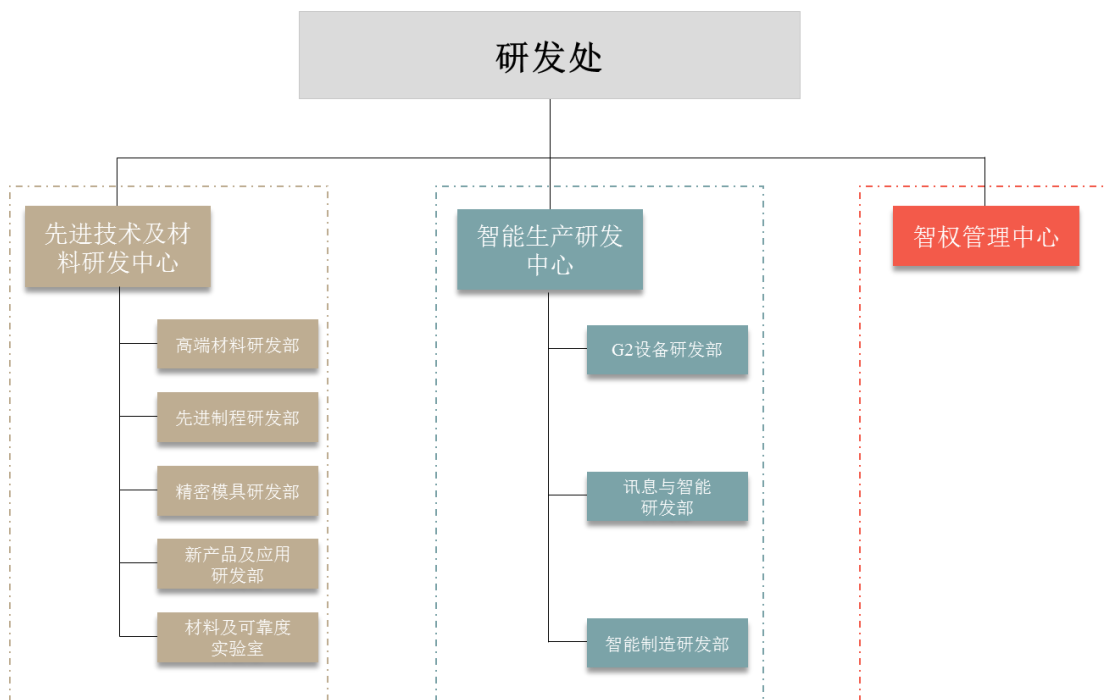 研发处
先进技术及材
料研发中心
高端材料研发部
先进制程研发部
精密模具研发部
新产品及应用
研发部
材料及可靠度
实验室
智能生产研发
中心
G2设备研发部
讯息与智能
研发部
智能制造研发部
智权管理中心